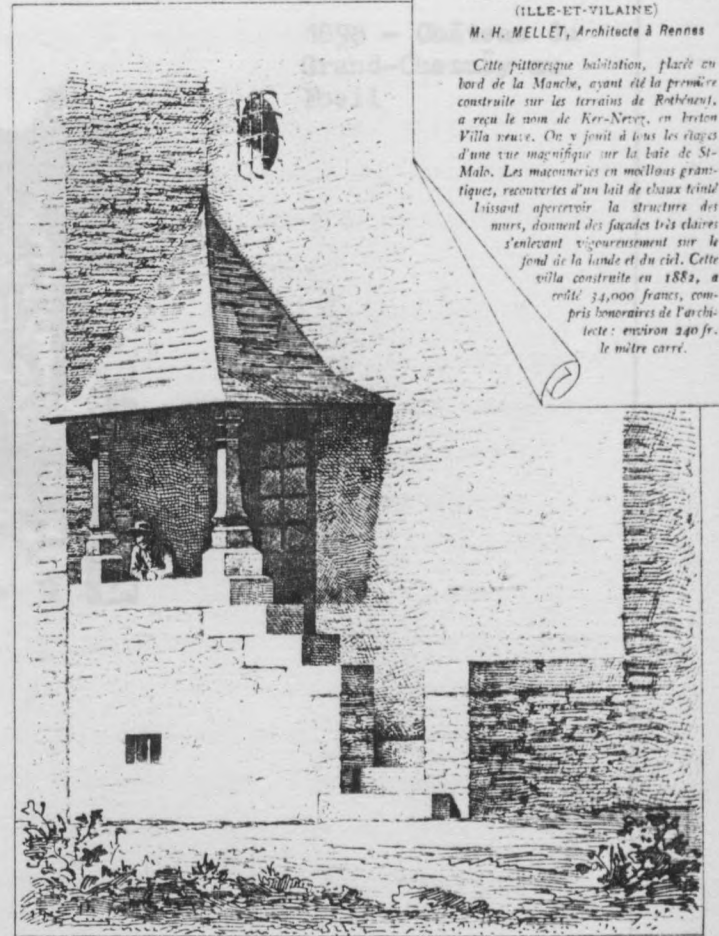 (ILLE-ET-VILAINE)
M. H. MELLET, Architecte à Rennes
Cette pittoresque habitation, placée au
bord de la Manche, ayant été la première
construite sur les terrains de Rothéneuf,
a reçu le nom de Ker-Nevez, en breton
Villa neuve. On y jouit à tous les étages
d'une vue magnifique sur la baie de St-
Malo. Les maçonneries en moëllons grani-
tiques, recouvertes d'un lait de chaux teinté
laissant apercevoir la structure des
murs, donnent des façades très claires
s'enlevant vigoureusement sur le
fond de la lande et du ciel. Cette
villa construite en 1882, a
coûté 34,000 francs, com-
pris honoraires de l'archi-
tecte : environ 240 fr.
le mètre carré.